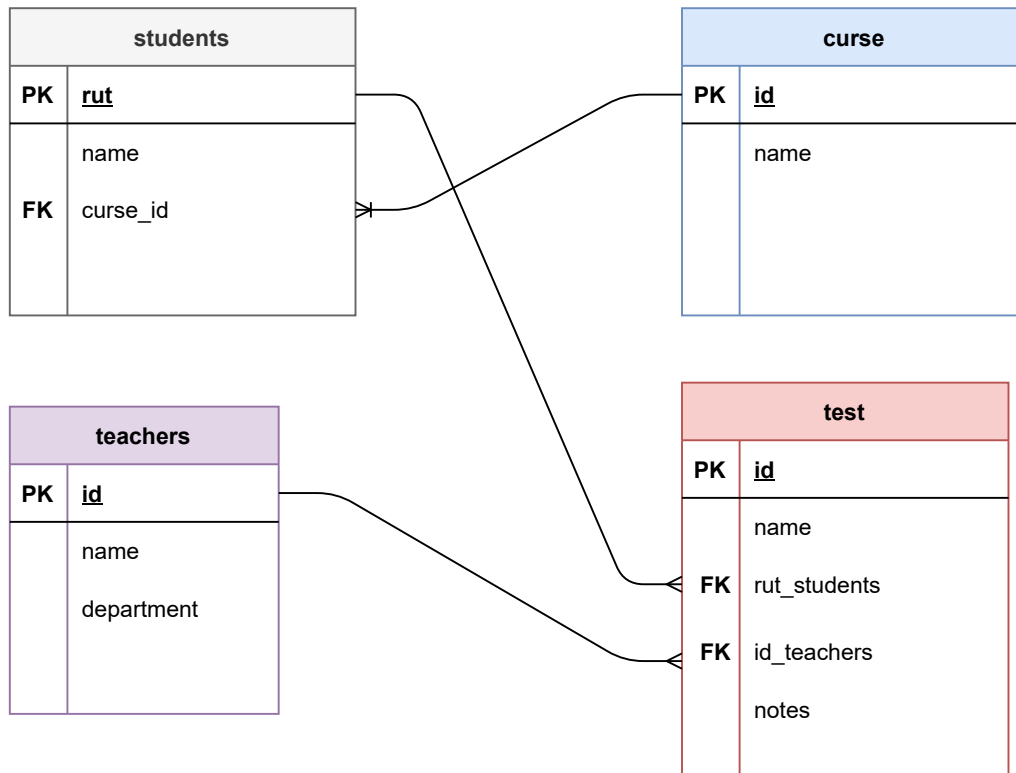 students
PK rut
name
FK curse_id
curse
PK id
name
teachers
PK id
name
department
test
PK id
name
FK rut_students
FK id_teachers
notes